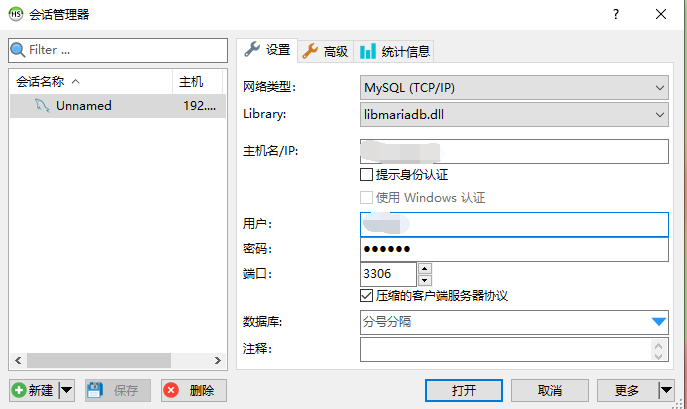 HS 会话管理器
Filter ...
会话名称 主机
Unnamed 192....
设置 高级 统计信息
网络类型: MySQL (TCP/IP)
Library: libmariadb.dll
主机名/IP:
提示身份认证
使用 Windows 认证
用户:
密码: ●●●●●●
端口: 3306
压缩的客户端服务器协议
数据库: 分号分隔
注释:
新建 保存 删除 打开 取消 更多